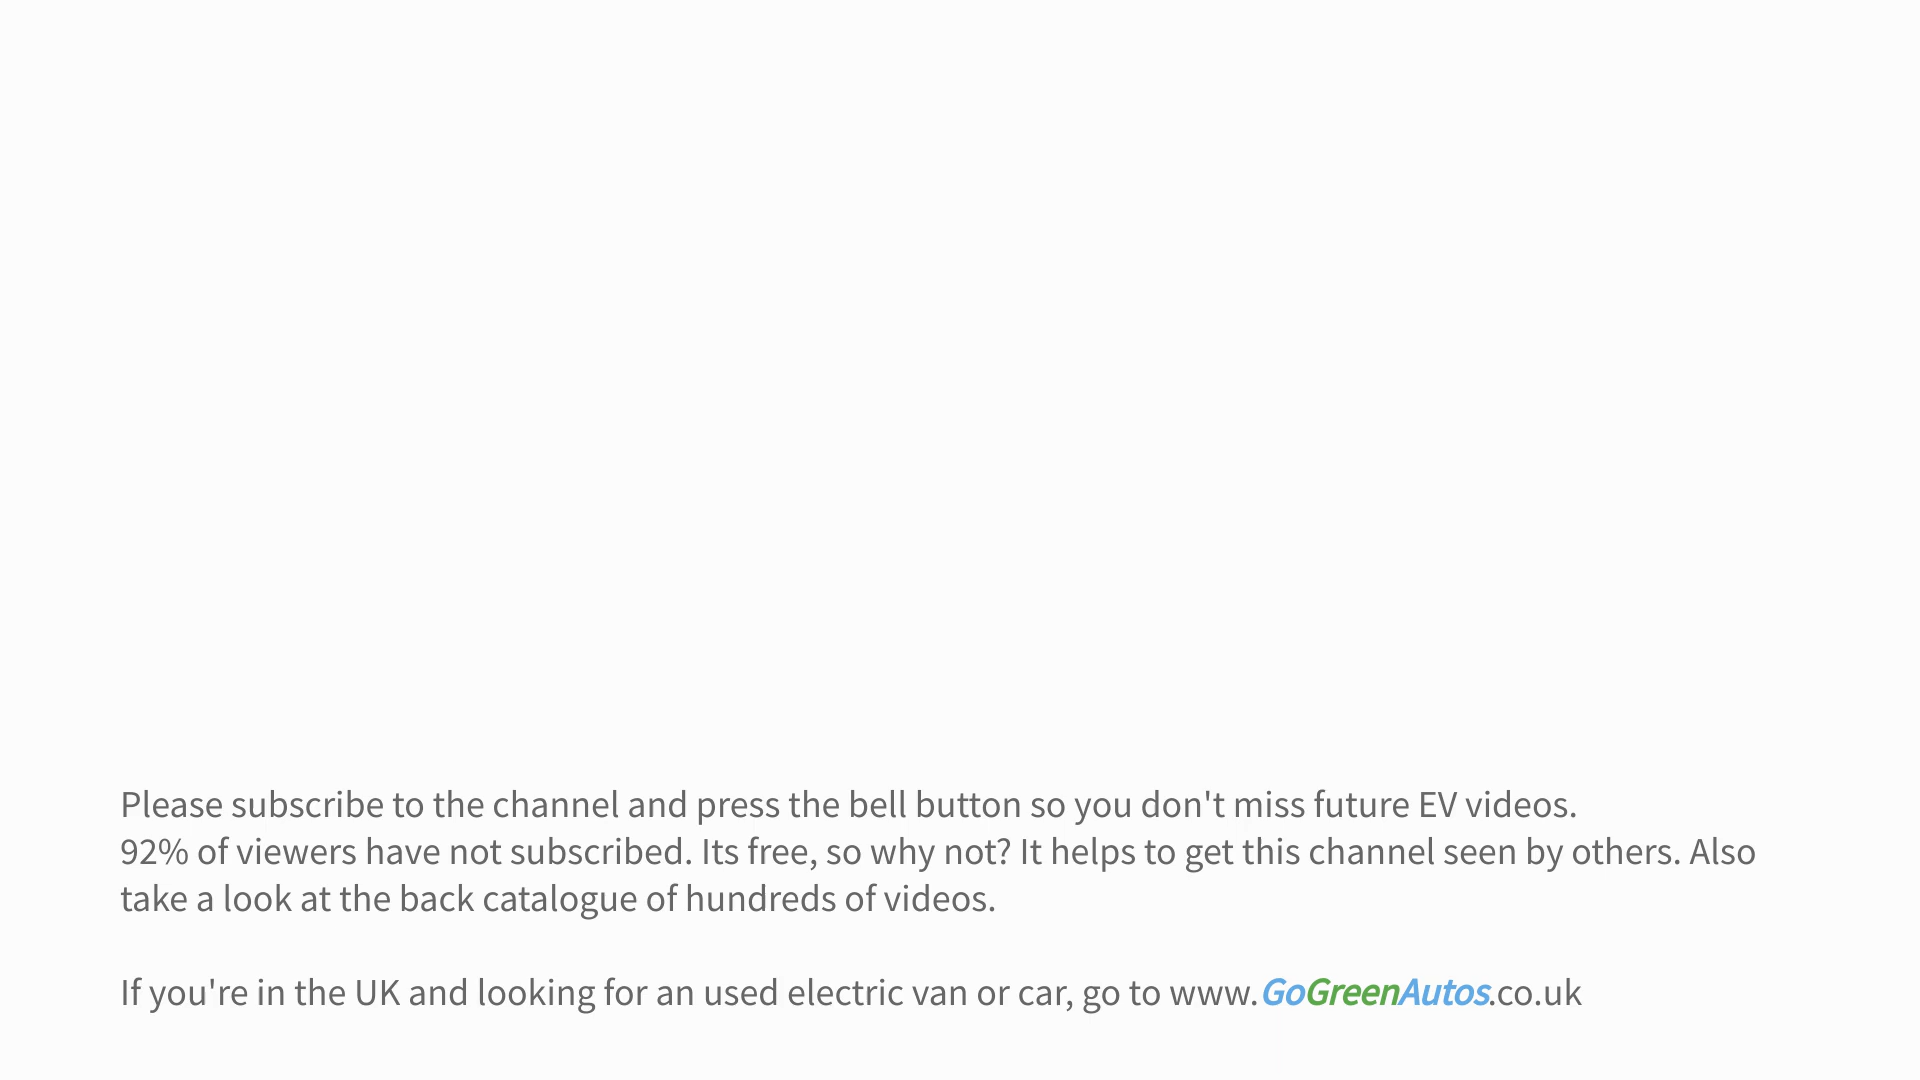 Please subscribe to the channel and press the bell button so you don't miss future EV videos.
92% of viewers have not subscribed. Its free, so why not? It helps to get this channel seen by others. Also
take a look at the back catalogue of hundreds of videos.
If you're in the UK and looking for an used electric van or car, go to www.GoGreenAutos.co.uk